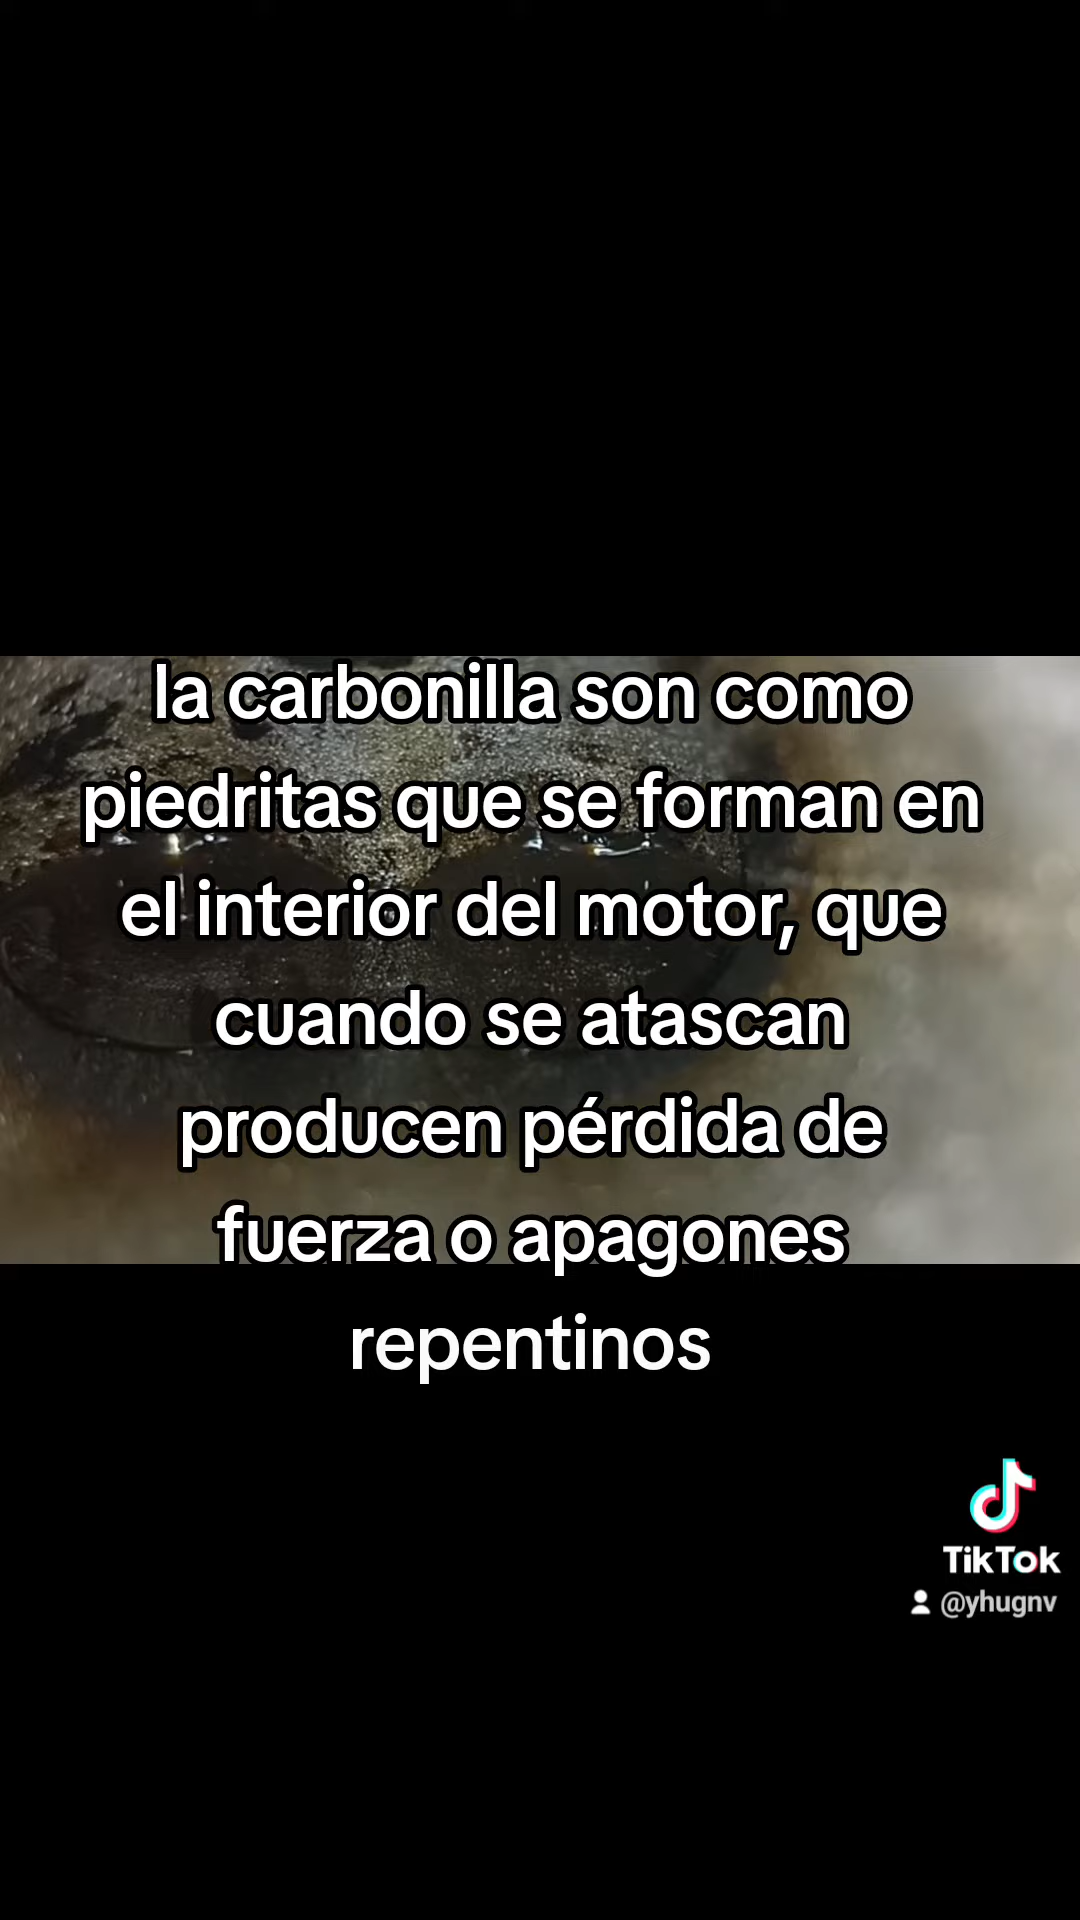 la carbonilla son como
piedritas que se forman en
el interior del motor, que
cuando se atascan
producen pérdida de
fuerza o apagones
repentinos
TikTok
@yhugnv